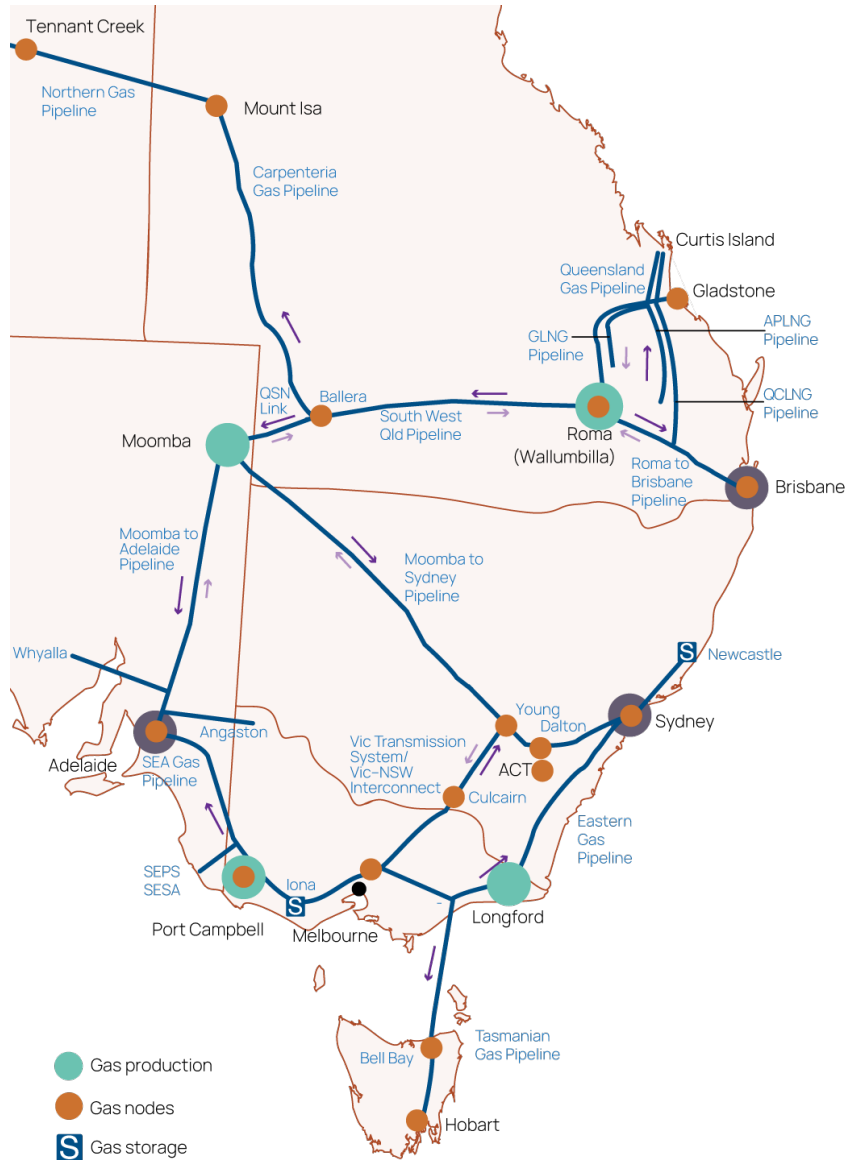 Tennant Creek
Northern Gas
Pipeline
Mount Isa
Carpenteria
Gas Pipeline
Curtis Island
Queensland
Gas Pipeline
Gladstone
GLNG
Pipeline
APLNG
Pipeline
QCLNG
Pipeline
QSN
Link
Ballera
South West
Qld Pipeline
Moomba
Roma
(Wallumbilla)
Roma to
Brisbane
Pipeline
Brisbane
Moomba to
Adelaide
Pipeline
Moomba to
Sydney
Pipeline
Whyalla
S
Newcastle
Young
Dalton
Sydney
Angaston
Adelaide
SEA Gas
Pipeline
Vic Transmission
System/
Vic-NSW
Interconnect
ACT
Culcairn
Eastern
Gas
Pipeline
SEPS
SESA
Iona
S
Port Campbell
Melbourne
Longford
Tasmanian
Gas Pipeline
Bell Bay
Hobart
Gas production
Gas nodes
S Gas storage